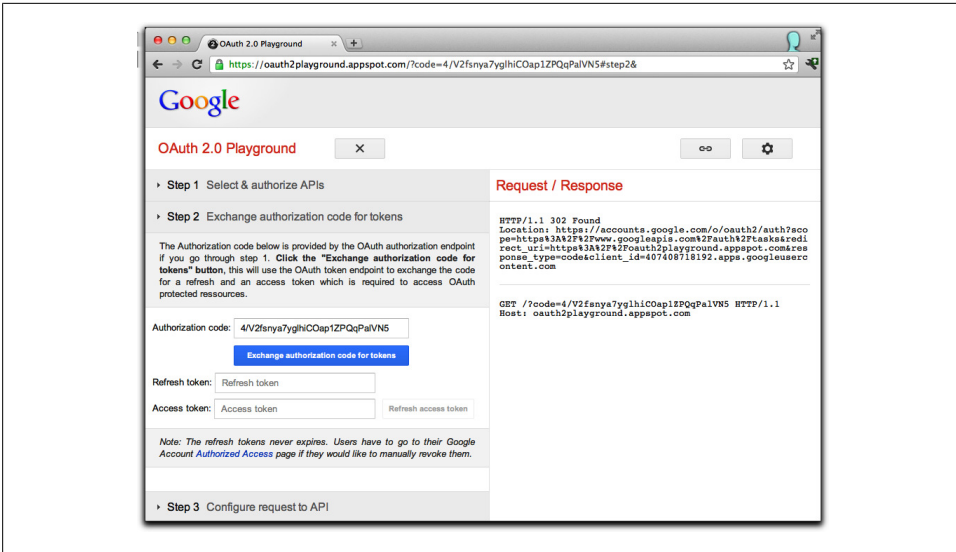 OAuth 2.0 Playground
https://oauth2playground.appspot.com/?code=4/V2fsnya7yglhiCOap1ZPQqPalVN5#step2&
Google
OAuth 2.0 Playground
Step 1 Select & authorize APIs
Step 2 Exchange authorization code for tokens
The Authorization code below is provided by the OAuth authorization endpoint
if you go through step 1. Click the "Exchange authorization code for
tokens" button, this will use the OAuth token endpoint to exchange the code
for a refresh and an access token which is required to access OAuth
protected ressources.
Authorization code: 4/V2fsnya7yglhiCOap1ZPQqPalVN5
Exchange authorization code for tokens
Refresh token: Refresh token
Access token: Access token Refresh access token
Note: The refresh tokens never expires. Users have to go to their Google
Account Authorized Access page if they would like to manually revoke them.
Step 3 Configure request to API
Request / Response
HTTP/1.1 302 Found
Location: https://accounts.google.com/o/oauth2/auth?sco
pe=https%3A%2F%2Fwww.googleapis.com%2Fauth%2Ftasks&redi
rect_uri=https%3A%2F%2Foauth2playground.appspot.com&res
ponse_type=code&client_id=407408718192.apps.googleuserc
ontent.com
GET /?code=4/V2fsnya7yglhiCOap1ZPQqPalVN5 HTTP/1.1
Host: oauth2playground.appspot.com